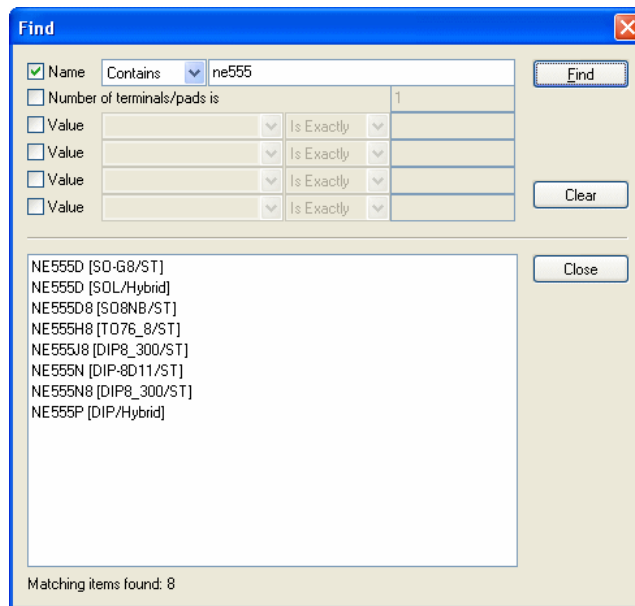 Find
Name Contains ne555 Find
Number of terminals/pads is 1
Value Is Exactly
Value Is Exactly
Value Is Exactly Clear
Value Is Exactly
NE555D [SO-G8/ST] Close
NE555D [SOL/Hybrid]
NE555D8 [SO8NB/ST]
NE555H8 [TO76_8/ST]
NE555J8 [DIP8_300/ST]
NE555N [DIP-8D11/ST]
NE555N8 [DIP8_300/ST]
NE555P [DIP/Hybrid]
Matching items found: 8